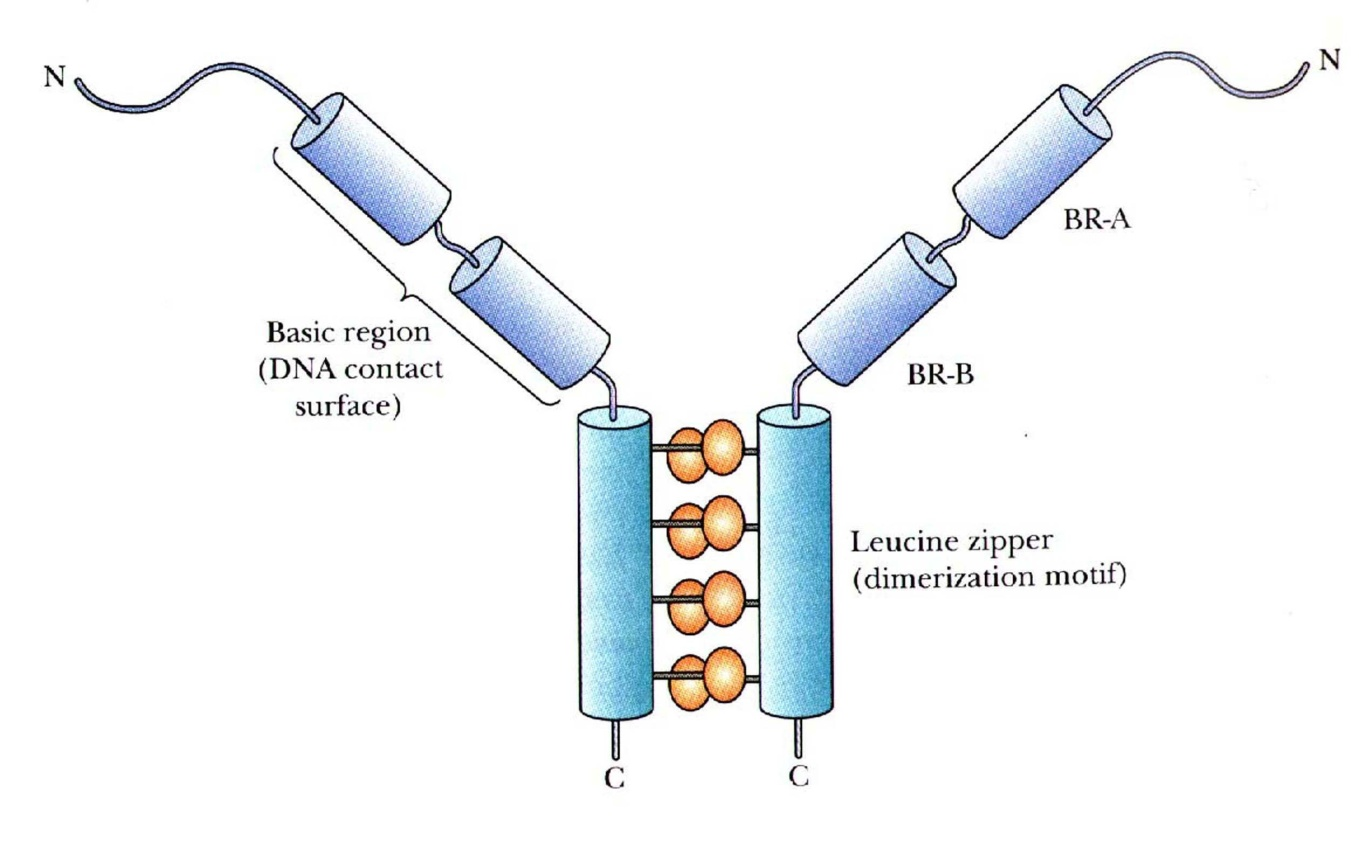 N
N
BR-A
Basic region
(DNA contact
surface)
BR-B
Leucine zipper
(dimerization motif)
C
C